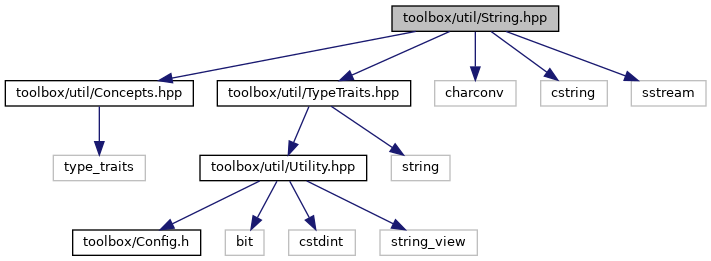 toolbox/util/String.hpp
toolbox/util/Concepts.hpp
toolbox/util/TypeTraits.hpp
charconv
cstring
sstream
type_traits
toolbox/util/Utility.hpp
string
toolbox/Config.h
bit
cstdint
string_view